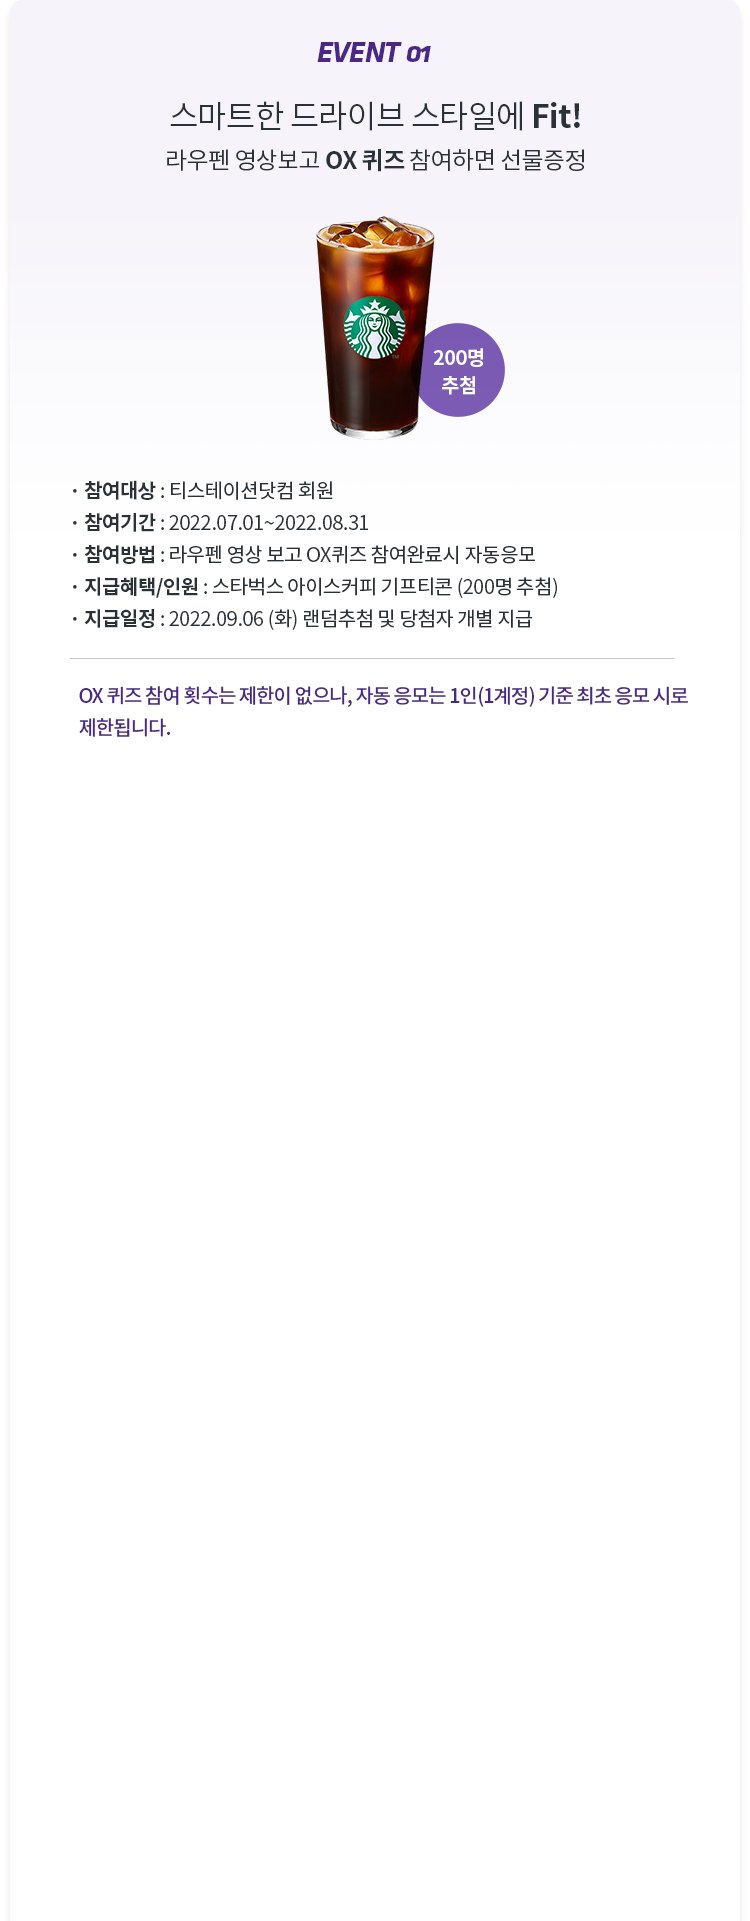 EVENT 01
스마트한 드라이브 스타일에 Fit!
라우펜 영상보고 OX 퀴즈 참여하면 선물증정
200명
추첨
· 참여대상 : 티스테이션닷컴 회원
· 참여기간 : 2022.07.01~2022.08.31
· 참여방법 : 라우펜 영상 보고 OX퀴즈 참여완료시 자동응모
· 지급혜택/인원 : 스타벅스 아이스커피 기프티콘 (200명 추첨)
· 지급일정 : 2022.09.06 (화) 랜덤추첨 및 당첨자 개별 지급
OX 퀴즈 참여 횟수는 제한이 없으나, 자동 응모는 1인(1계정) 기준 최초 응모 시로
제한됩니다.